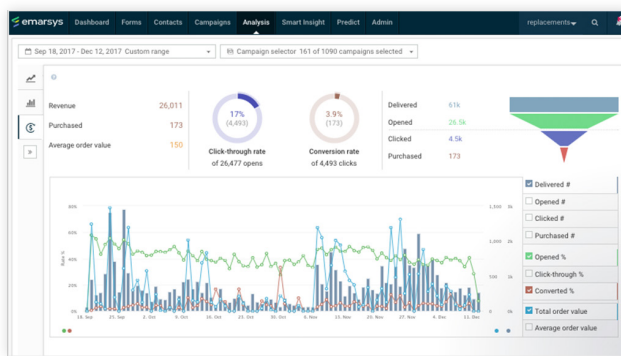 emarsys Dashboard Forms Contacts Campaigns Analysis Smart Insight Predict Admin replacements
Sep 18, 2017 - Dec 12, 2017 Custom range Campaign selector 161 of 1090 campaigns selected
Revenue 26,011
Purchased 173
Average order value 150
17%
(4,493)
Click-through rate
of 26,477 opens
3.9%
(173)
Conversion rate
of 4,493 clicks
Delivered 61k
Opened 26.5k
Clicked 4.5k
Purchased 173
Rate %
80%
60%
40%
20%
0%
1,500
1,000
500
0
18. Sep 25. Sep 2. Oct 9. Oct 16. Oct 23. Oct 30. Oct 6. Nov 13. Nov 20. Nov 27. Nov 4. Dec 11. Dec
Delivered #
Opened #
Clicked #
Purchased #
Opened %
Click-through %
Converted %
Total order value
Average order value